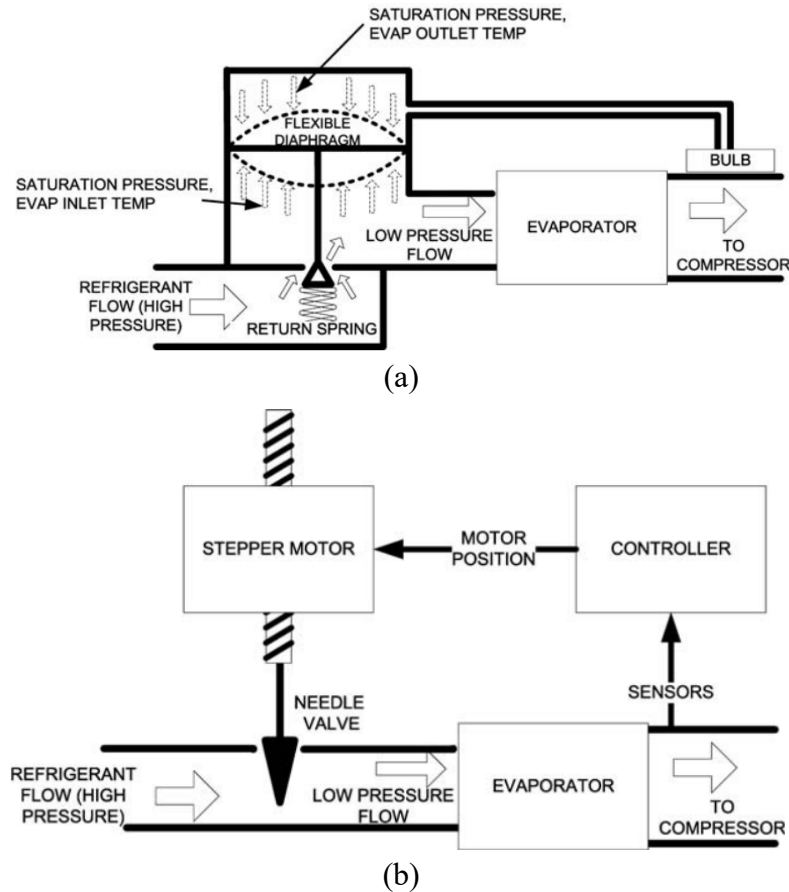 SATURATION PRESSURE,
EVAP OUTLET TEMP
FLEXIBLE
DIAPHRAGM
BULB
SATURATION PRESSURE,
EVAP INLET TEMP
EVAPORATOR
LOW PRESSURE
FLOW
TO
COMPRESSOR
REFRIGERANT
FLOW (HIGH
PRESSURE)
RETURN SPRING
(a)
STEPPER MOTOR
MOTOR
POSITION
CONTROLLER
SENSORS
NEEDLE
VALVE
REFRIGERANT
FLOW (HIGH
PRESSURE)
LOW PRESSURE
FLOW
EVAPORATOR
TO
COMPRESSOR
(b)